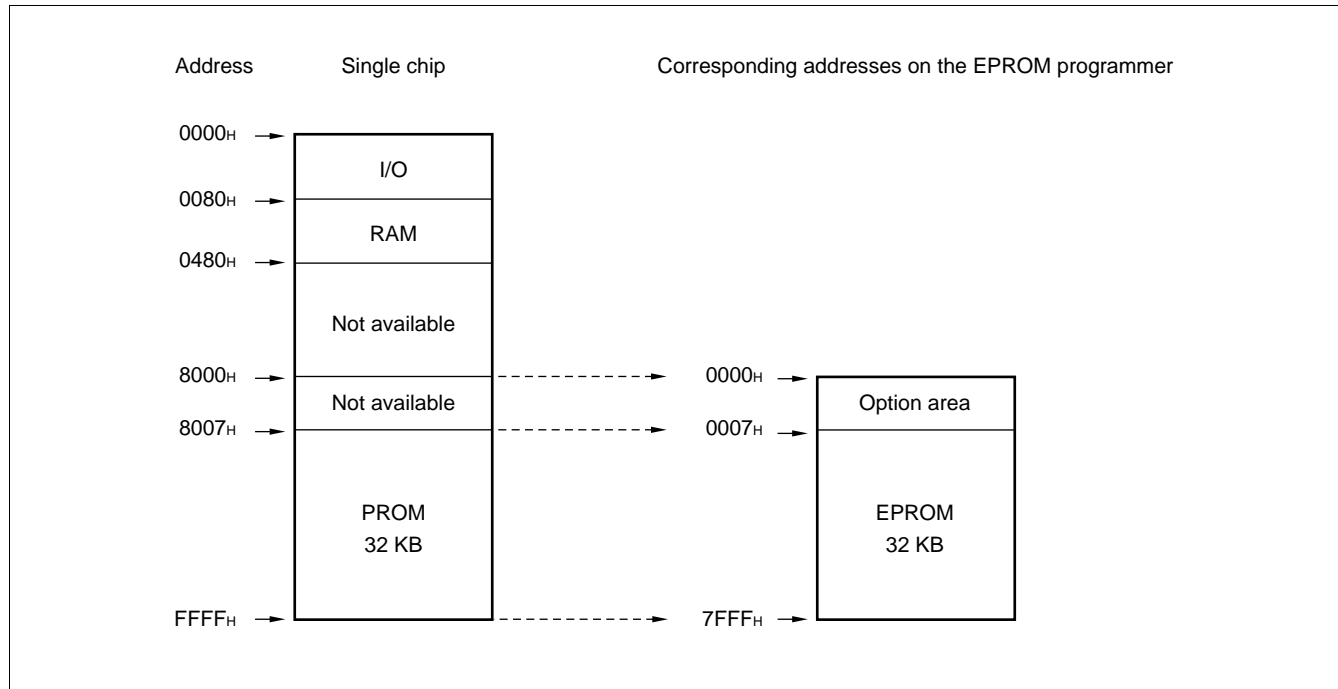 Address Single chip Corresponding addresses on the EPROM programmer
0000H
I/O
0080H
RAM
0480H
Not available
8000H 0000H
Not available Option area
8007H 0007H
PROM EPROM
32 KB 32 KB
FFFFH 7FFFH